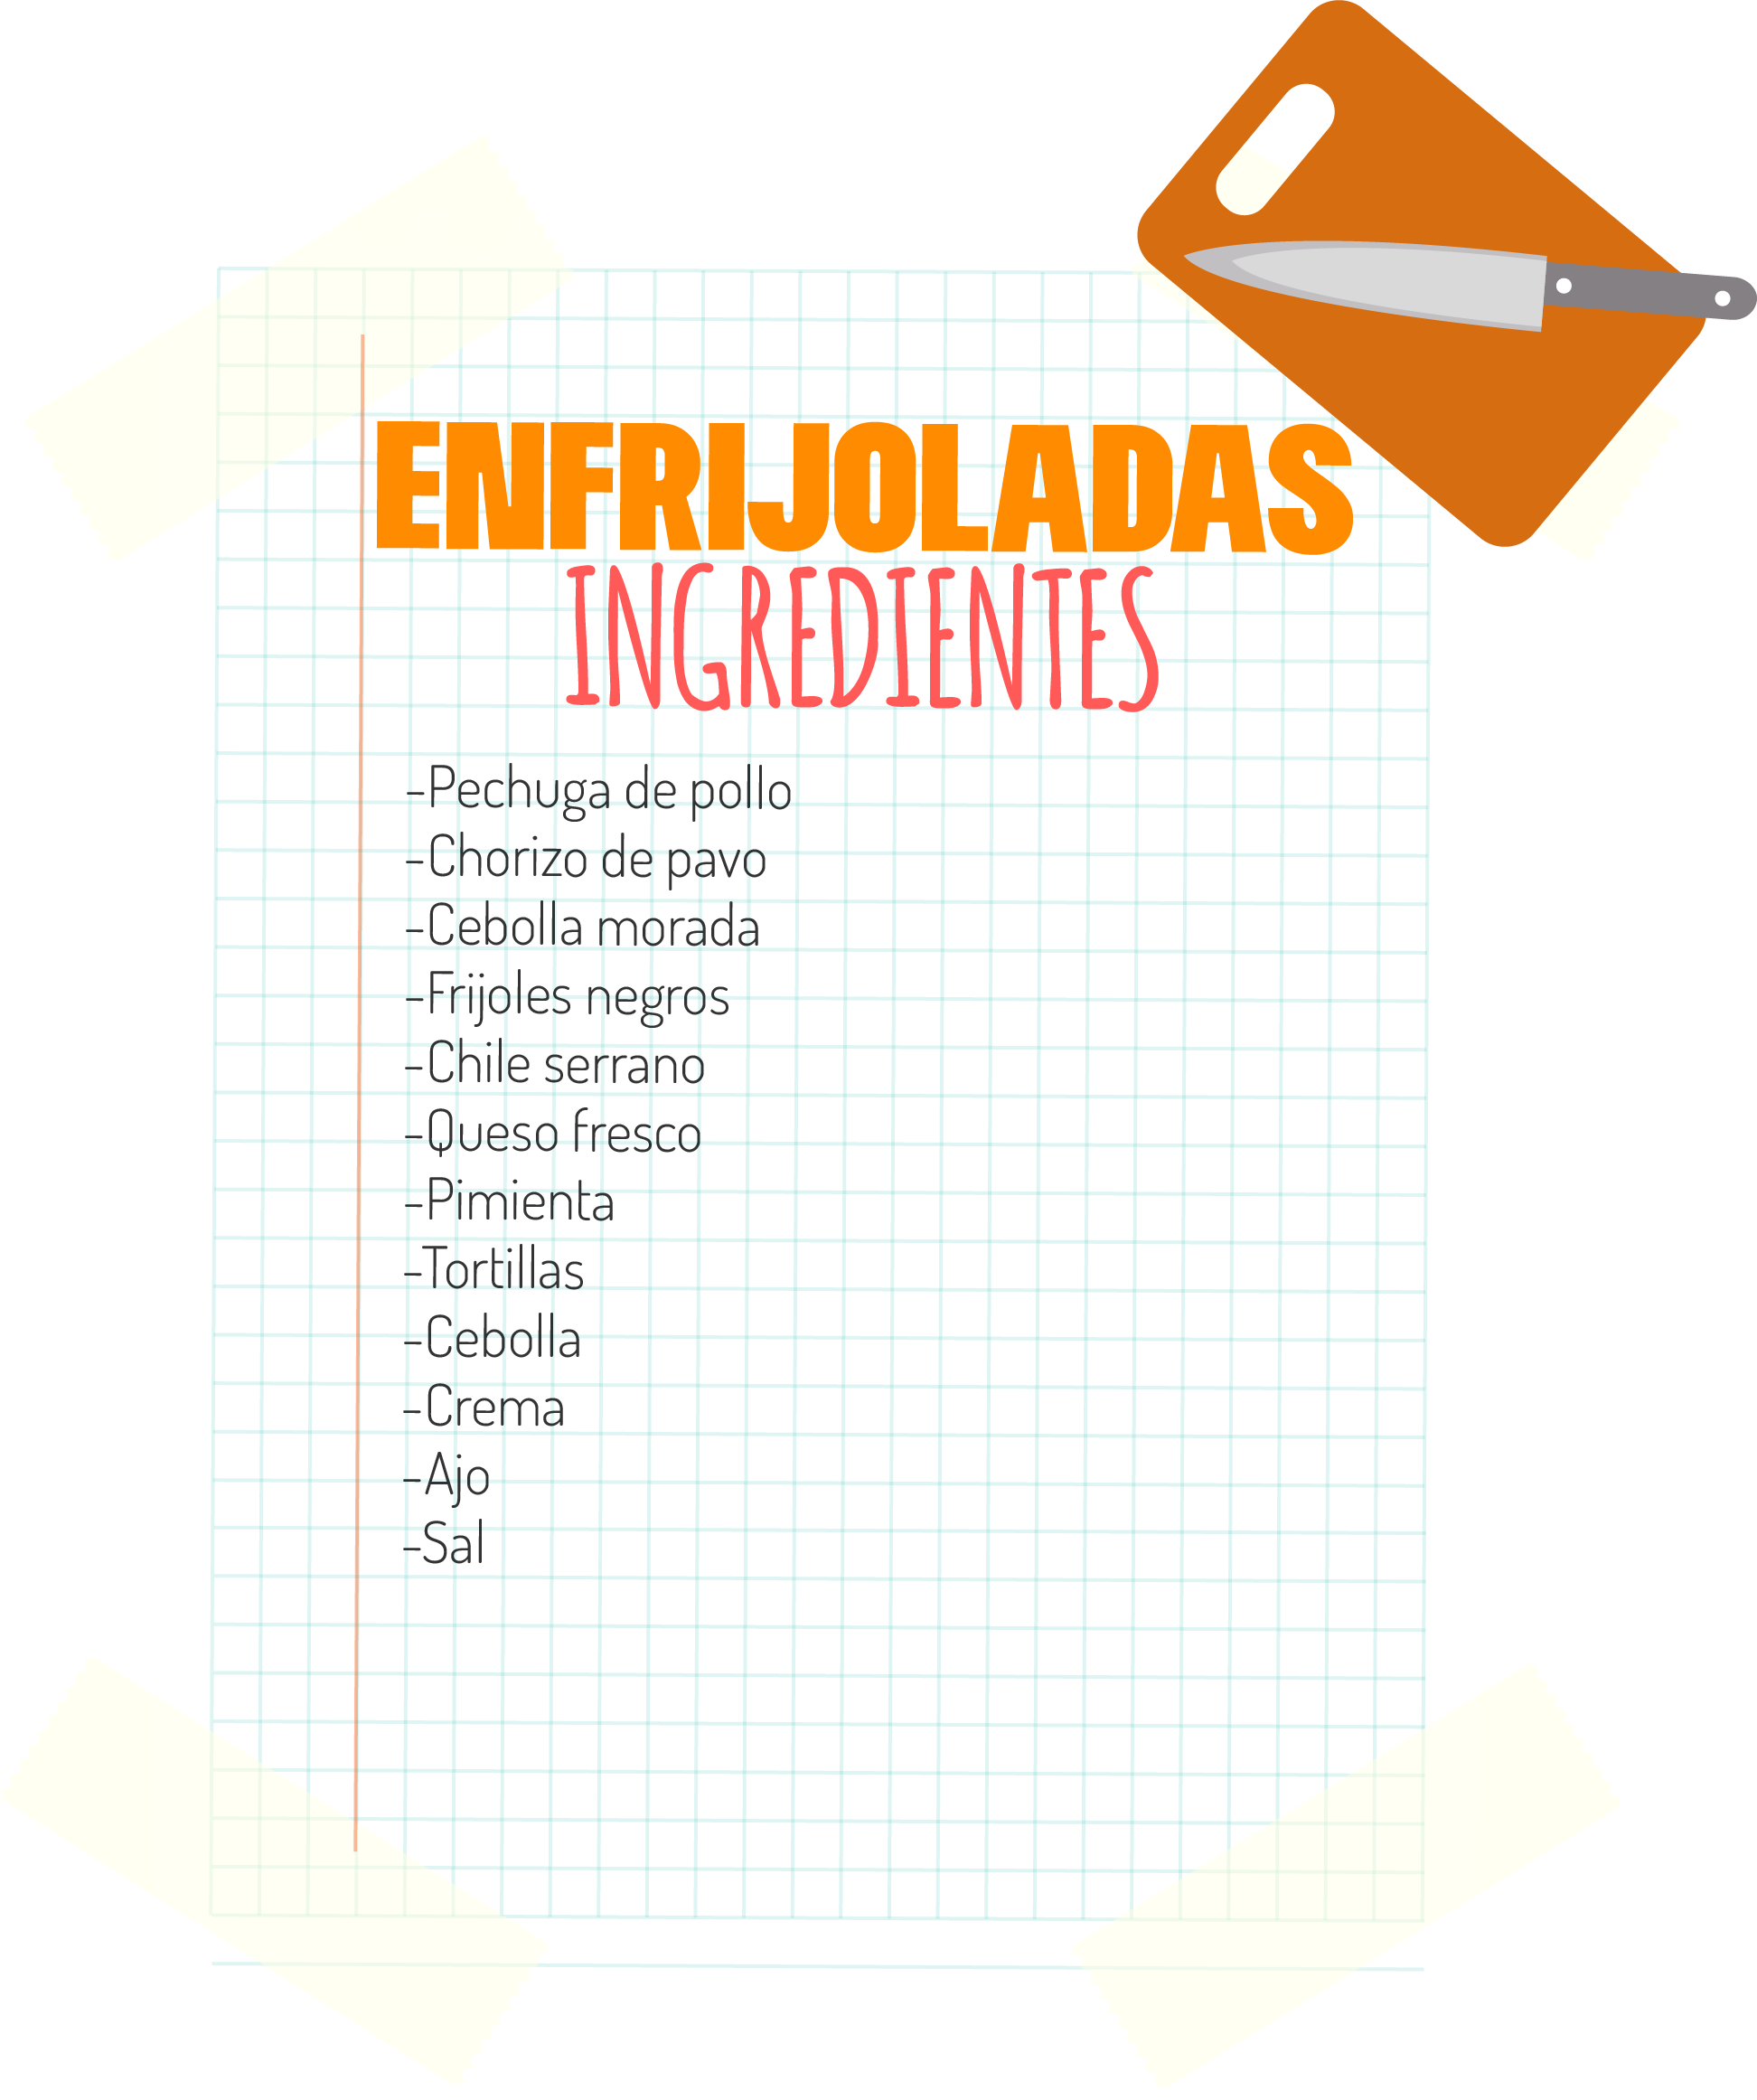 ENFRIJOLADAS
INGREDIENTES
-Pechuga de pollo
-Chorizo de pavo
-Cebolla morada
-Frijoles negros
-Chile serrano
-Queso fresco
-Pimienta
-Tortillas
-Cebolla
-Crema
-Ajo
-Sal